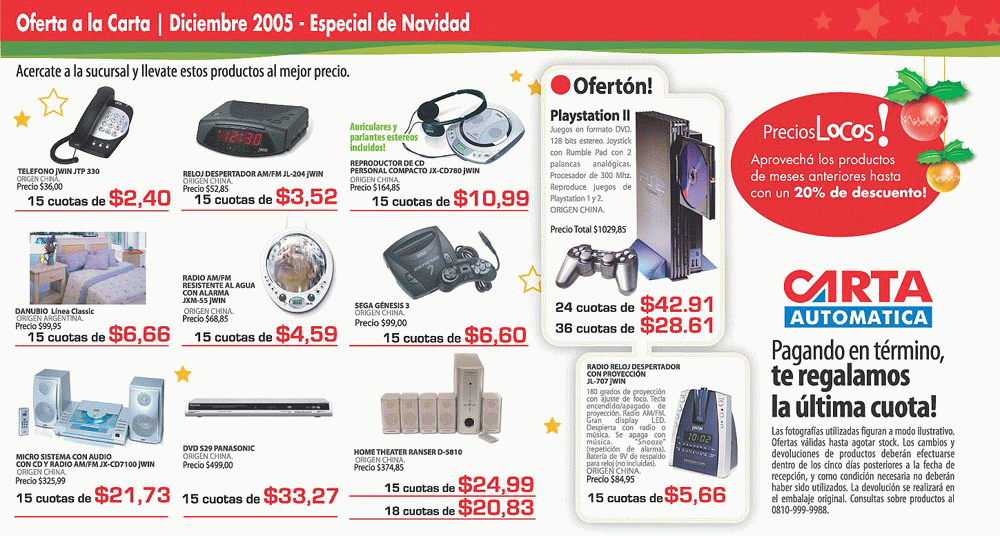 Oferta a la Carta | Diciembre 2005 - Especial de Navidad
Acercate a la sucursal y llevate estos productos al mejor precio.
TELEFONO JWIN JTP 330
ORIGEN CHINA.
Precio $36,00
15 cuotas de $2,40
RELOJ DESPERTADOR AM/FM JL-204 JWIN
ORIGEN CHINA.
Precio $52,85
15 cuotas de $3,52
Auriculares y
parlantes estereos
incluidos!
REPRODUCTOR DE CD
PERSONAL COMPACTO JX-CD780 JWIN
ORIGEN CHINA.
Precio $164,85
15 cuotas de $10,99
DANUBIO Línea Classic
ORIGEN ARGENTINA.
Precio $99,95
15 cuotas de $6,66
RADIO AM/FM
RESISTENTE AL AGUA
CON ALARMA
JXM-55 JWIN
ORIGEN CHINA.
Precio $68,85
15 cuotas de $4,59
SEGA GÉNESIS 3
ORIGEN CHINA.
Precio $99,00
15 cuotas de $6,60
MICRO SISTEMA CON AUDIO
CON CD Y RADIO AM/FM JX-CD7100 JWIN
ORIGEN CHINA.
Precio $325,99
15 cuotas de $21,73
DVD S29 PANASONIC
ORIGEN CHINA.
Precio $499,00
15 cuotas de $33,27
HOME THEATER RANSER D-5810
ORIGEN CHINA.
Precio $374,85
15 cuotas de $24,99
18 cuotas de $20,83
Ofertón!
Playstation II
Juegos en formato DVD.
128 bits estereo. Joystick
con Rumble Pad con 2
palancas analógicas.
Procesador de 300 Mhz.
Reproduce juegos de
Playstation 1 y 2.
ORIGEN CHINA.
Precio Total $1029,85
24 cuotas de $42.91
36 cuotas de $28.61
RADIO RELOJ DESPERTADOR
CON PROYECCIÓN
JL-707 JWIN
180 grados de proyección
con ajuste de foco. Tecla
encendido/apagado de
proyección. Radio AM/FM.
Gran display LED.
Despierta con radio o
música. Se apaga con
música. "Snooze"
(repetición de alarma).
Batería de 9V de respaldo
para reloj (no incluidas).
ORIGEN CHINA.
Precio $84,95
15 cuotas de $5,66
Precios Locos!
Aprovechá los productos
de meses anteriores hasta
con un 20% de descuento!
CARTA
AUTOMATICA
Pagando en término,
te regalamos
la última cuota!
Las fotografías utilizadas figuran a modo ilustrativo.
Ofertas válidas hasta agotar stock. Los cambios y
devoluciones de productos deberán efectuarse
dentro de los cinco días posteriores a la fecha de
recepción, y como condición necesaria no deberán
haber sido utilizados. La devolución se realizará en
el embalaje original. Consultas sobre productos al
0810-999-9988.